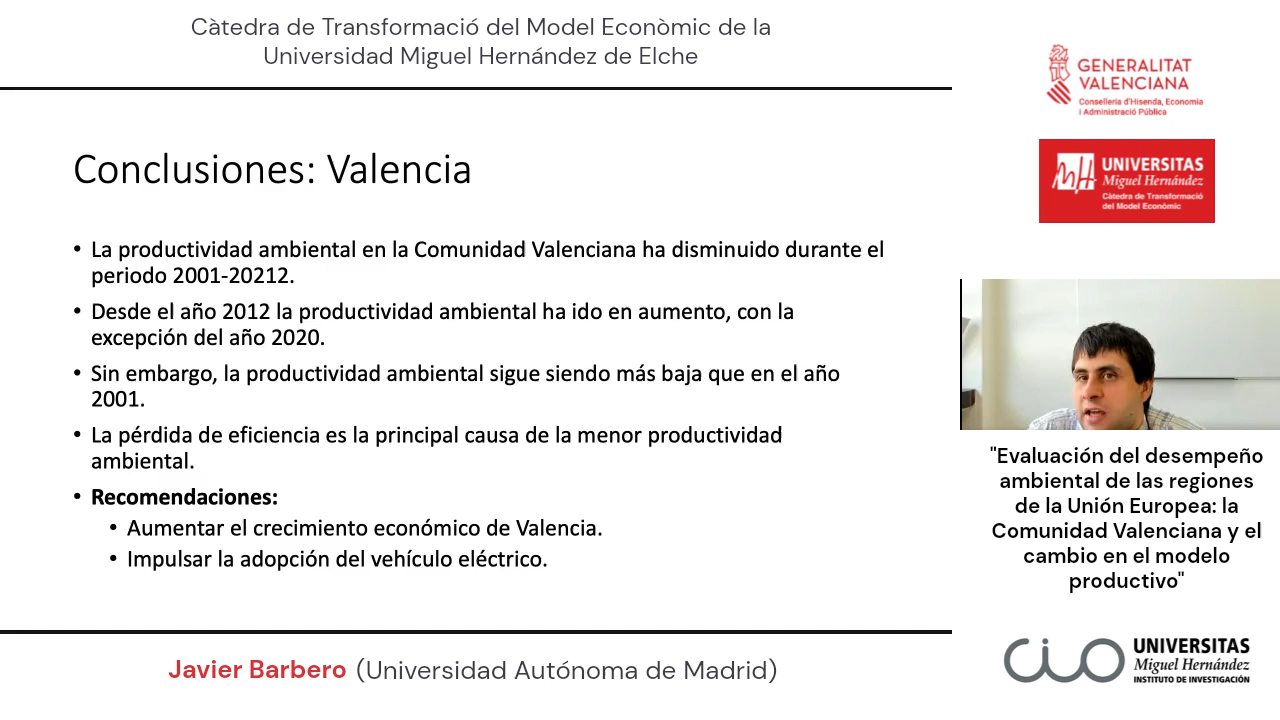 Càtedra de Transformació del Model Econòmic de la
Universidad Miguel Hernández de Elche
GENERALITAT
VALENCIANA
Conselleria d'Hisenda, Economia
i Administració Pública
UNIVERSITAS
Miguel Hernández
Càtedra de Transformació
del Model Econòmic
Conclusiones: Valencia
• La productividad ambiental en la Comunidad Valenciana ha disminuido durante el
periodo 2001-20212.
• Desde el año 2012 la productividad ambiental ha ido en aumento, con la
excepción del año 2020.
• Sin embargo, la productividad ambiental sigue siendo más baja que en el año
2001.
• La pérdida de eficiencia es la principal causa de la menor productividad
ambiental.
• Recomendaciones:
• Aumentar el crecimiento económico de Valencia.
• Impulsar la adopción del vehículo eléctrico.
"Evaluación del desempeño
ambiental de las regiones
de la Unión Europea: la
Comunidad Valenciana y el
cambio en el modelo
productivo"
Javier Barbero (Universidad Autónoma de Madrid)
CIO
UNIVERSITAS
Miguel Hernández
INSTITUTO DE INVESTIGACIÓN